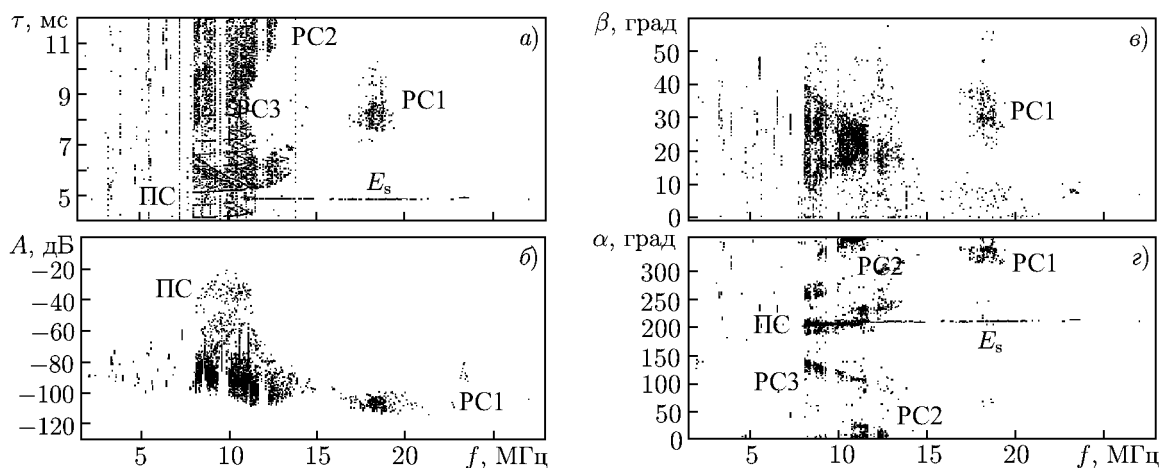 τ, мс
а)
11
9
7
5
РС2
РС3
РС1
ПС
Es
A, дБ
б)
−20
−40
−60
−80
−100
−120
ПС
РС1
5
10
15
20
f, МГц
β, град
в)
50
40
30
20
10
0
РС1
α, град
г)
300
250
200
150
100
50
0
РС2
РС1
ПС
Es
РС3
РС2
5
10
15
20
f, МГц